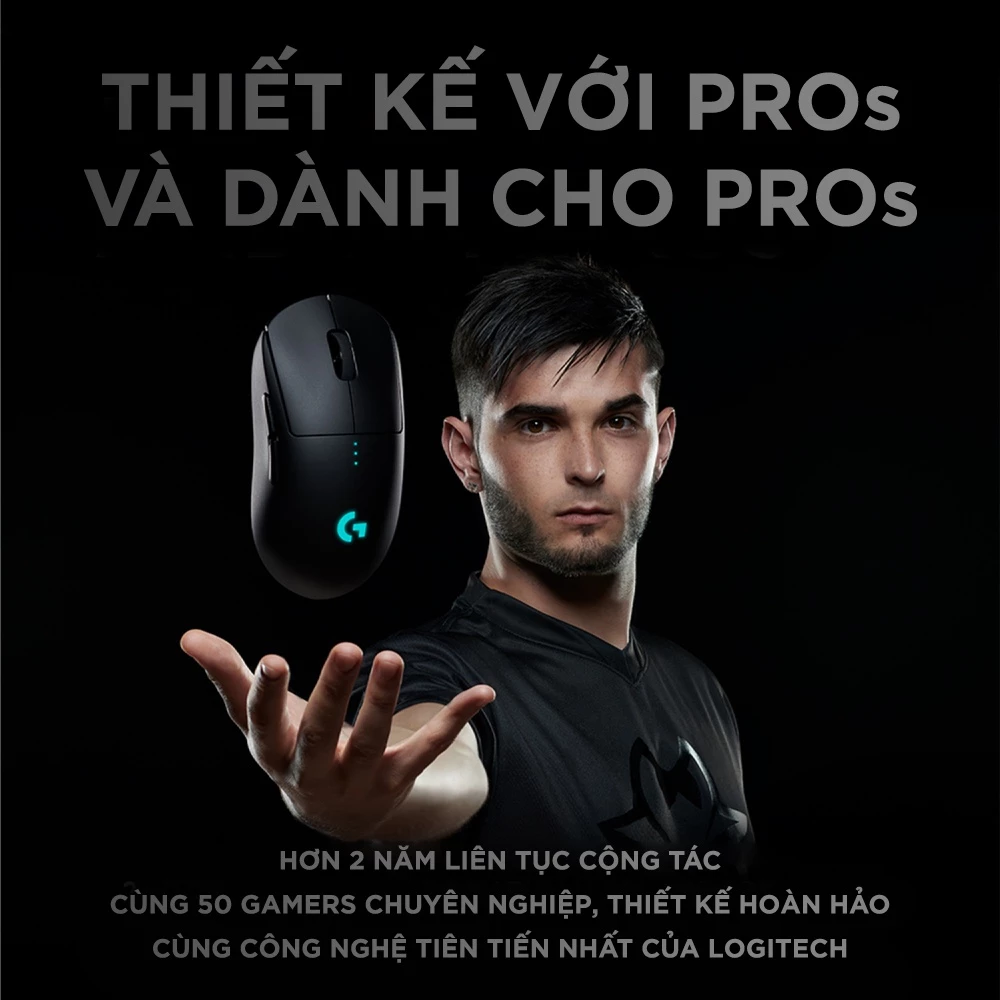 THIẾT KẾ VỚI PROs
VÀ DÀNH CHO PROs
HƠN 2 NĂM LIÊN TỤC CỘNG TÁC
CÙNG 50 GAMERS CHUYÊN NGHIỆP, THIẾT KẾ HOÀN HẢO
CÙNG CÔNG NGHỆ TIÊN TIẾN NHẤT CỦA LOGITECH